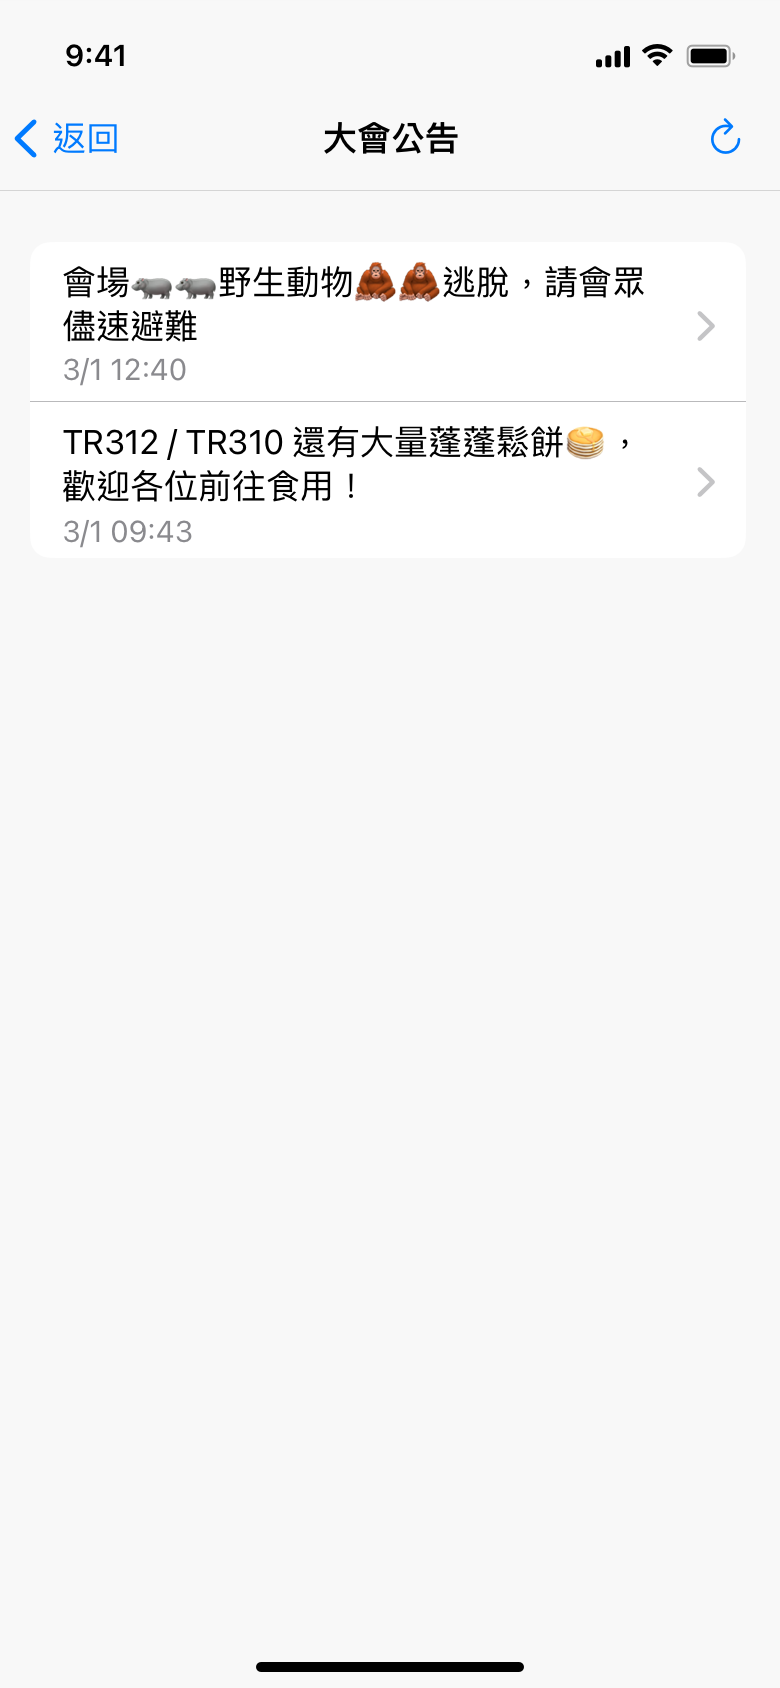 9:41
返回
大會公告
會場🦛🦛野生動物🦧🦧逃脫，請會眾
儘速避難
3/1 12:40
TR312 / TR310 還有大量蓬蓬鬆餅🥞，
歡迎各位前往食用！
3/1 09:43